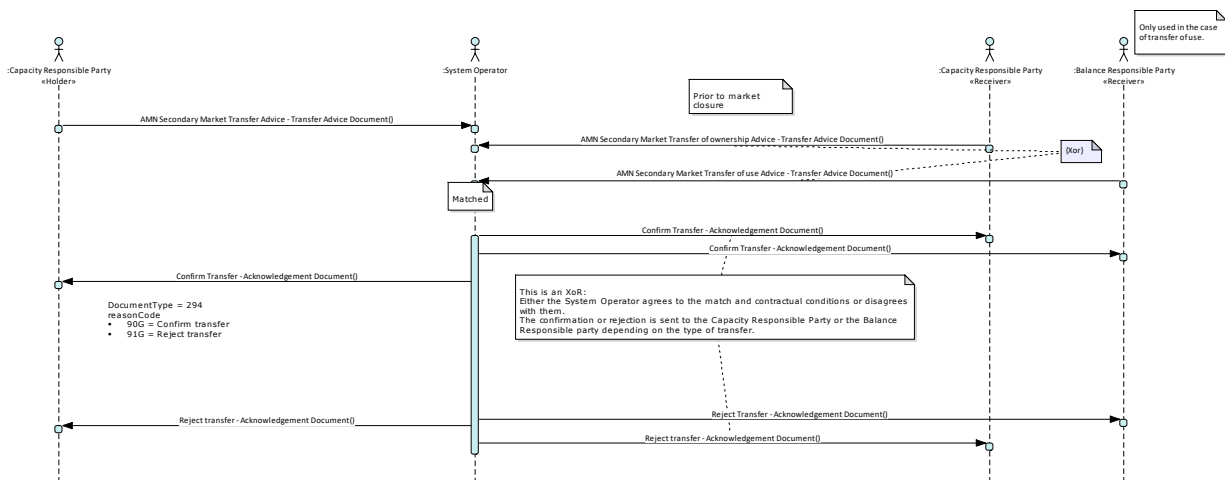 Only used in the case
of transfer of use.
:Capacity Responsible Party
«Holder»
:System Operator
:Capacity Responsible Party
«Receiver»
:Balance Responsible Party
«Receiver»
Prior to market
closure
AMN Secondary Market Transfer Advice - Transfer Advice Document()
AMN Secondary Market Transfer of ownership Advice - Transfer Advice Document()
{Xor}
AMN Secondary Market Transfer of use Advice - Transfer Advice Document()
Matched
Confirm Transfer - Acknowledgement Document()
Confirm Transfer - Acknowledgement Document()
Confirm Transfer - Acknowledgement Document()
This is an XoR:
Either the System Operator agrees to the match and contractual conditions or disagrees
with them.
The confirmation or rejection is sent to the Capacity Responsible Party or the Balance
Responsible party depending on the type of transfer.
DocumentType = 294
reasonCode
• 90G = Confirm transfer
• 91G = Reject transfer
Reject Transfer - Acknowledgement Document()
Reject transfer - Acknowledgement Document()
Reject transfer - Acknowledgement Document()